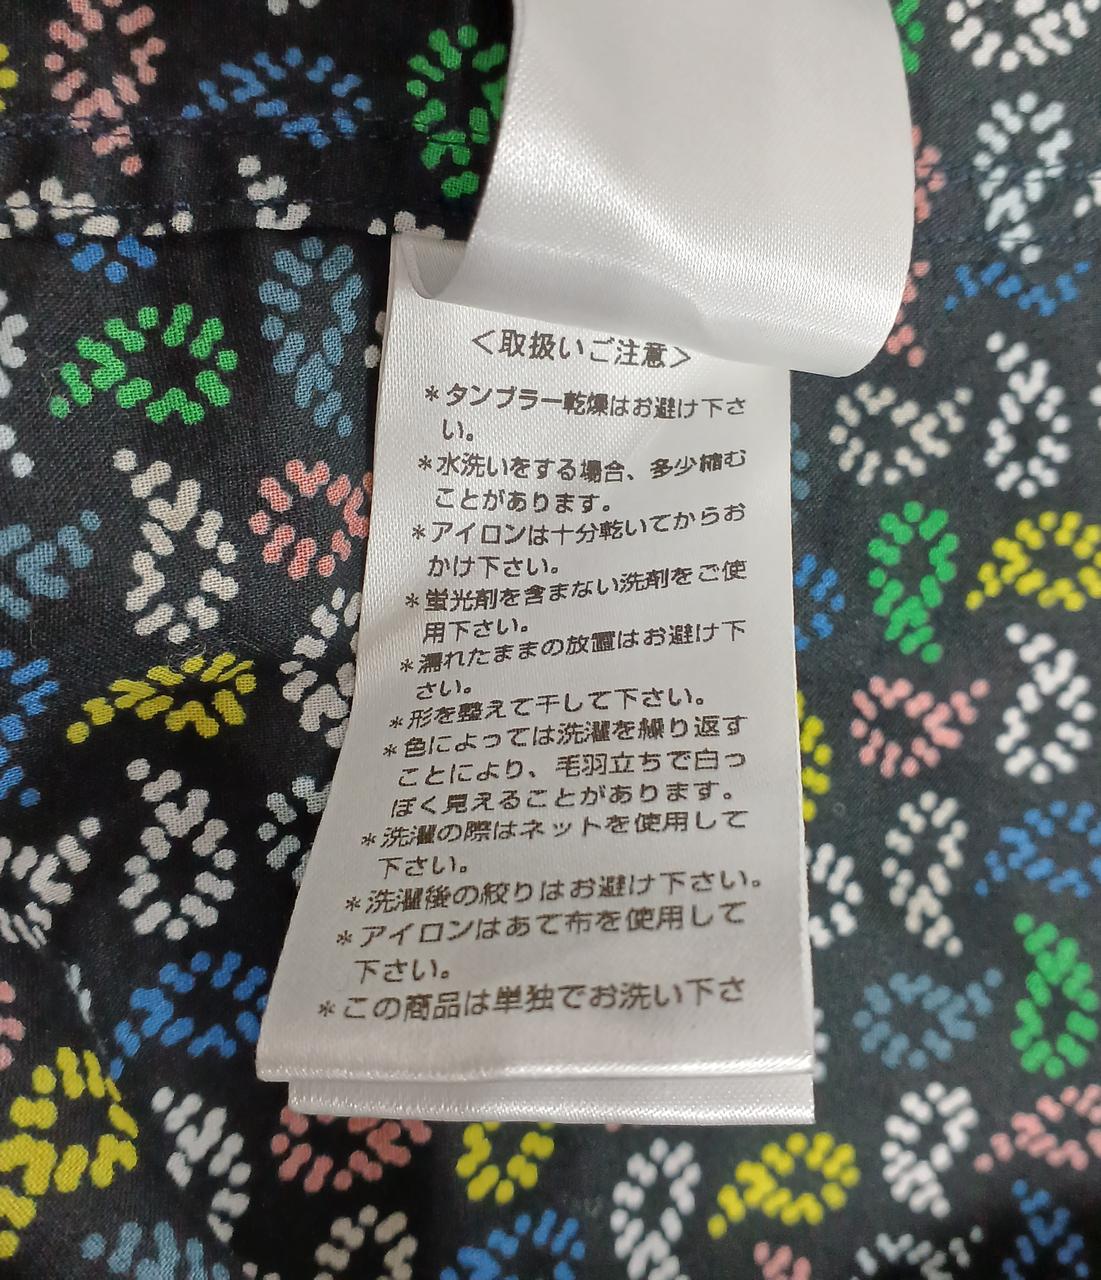 <取扱いご注意>
*タンブラー乾燥はお避け下さ
い。
*水洗いをする場合、多少縮む
ことがあります。
*アイロンは十分乾いてからお
かけ下さい。
*蛍光剤を含まない洗剤をご使
用下さい。
*濡れたままの放置はお避け下
さい。
*形を整えて干して下さい。
*色によっては洗濯を繰り返す
ことにより、毛羽立ちで白っ
ぽく見えることがあります。
*洗濯の際はネットを使用して
下さい。
*洗濯後の絞りはお避け下さい。
*アイロンはあて布を使用して
下さい。
*この商品は単独でお洗い下さ